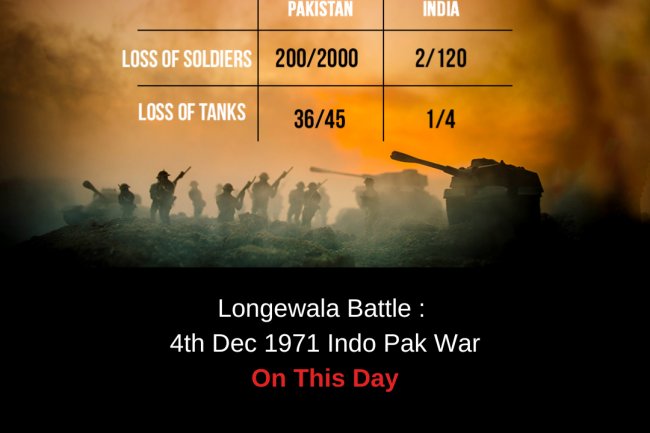 PAKISTAN INDIA
LOSS OF SOLDIERS 200/2000 2/120
LOSS OF TANKS 36/45 1/4
Longewala Battle :
4th Dec 1971 Indo Pak War
On This Day